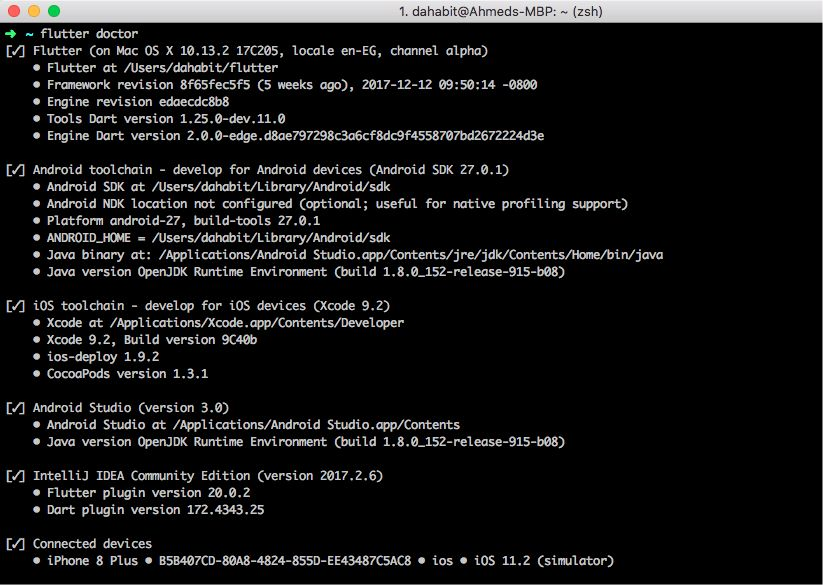 1. dahabit@Ahmeds-MBP: ~ (zsh)
➜ ~ flutter doctor
[✓] Flutter (on Mac OS X 10.13.2 17C205, locale en-EG, channel alpha)
• Flutter at /Users/dahabit/flutter
• Framework revision 8f65fec5f5 (5 weeks ago), 2017-12-12 09:50:14 -0800
• Engine revision edaecdc8b8
• Tools Dart version 1.25.0-dev.11.0
• Engine Dart version 2.0.0-edge.d8ae797298c3a6cf8dc9f4558707bd2672224d3e
[✓] Android toolchain - develop for Android devices (Android SDK 27.0.1)
• Android SDK at /Users/dahabit/Library/Android/sdk
• Android NDK location not configured (optional; useful for native profiling support)
• Platform android-27, build-tools 27.0.1
• ANDROID_HOME = /Users/dahabit/Library/Android/sdk
• Java binary at: /Applications/Android Studio.app/Contents/jre/jdk/Contents/Home/bin/java
• Java version OpenJDK Runtime Environment (build 1.8.0_152-release-915-b08)
[✓] iOS toolchain - develop for iOS devices (Xcode 9.2)
• Xcode at /Applications/Xcode.app/Contents/Developer
• Xcode 9.2, Build version 9C40b
• ios-deploy 1.9.2
• CocoaPods version 1.3.1
[✓] Android Studio (version 3.0)
• Android Studio at /Applications/Android Studio.app/Contents
• Java version OpenJDK Runtime Environment (build 1.8.0_152-release-915-b08)
[✓] IntelliJ IDEA Community Edition (version 2017.2.6)
• Flutter plugin version 20.0.2
• Dart plugin version 172.4343.25
[✓] Connected devices
• iPhone 8 Plus • B5B407CD-80A8-4824-855D-EE43487C5AC8 • ios • iOS 11.2 (simulator)